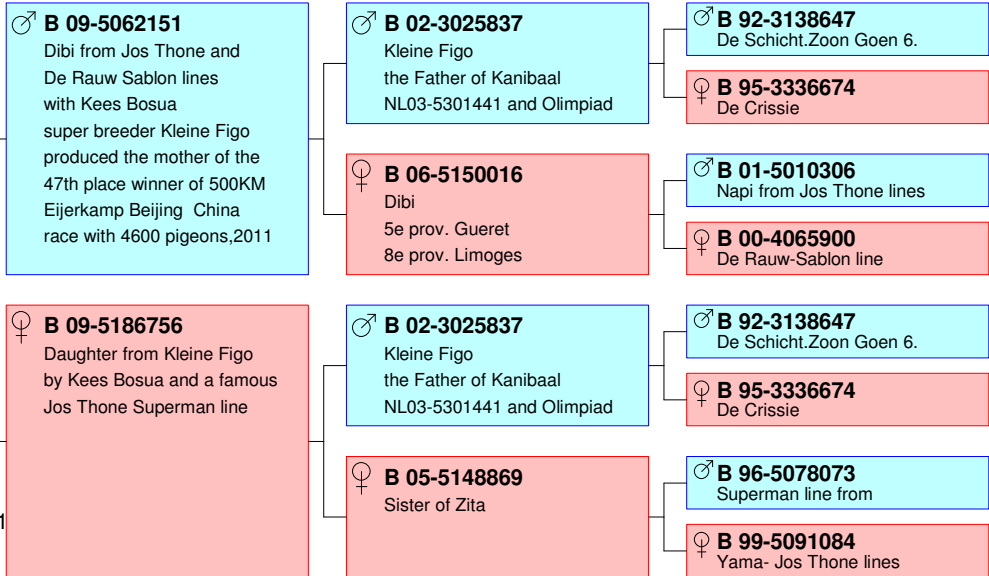 B 09-5062151
Dibi from Jos Thone and
De Rauw Sablon lines
with Kees Bosua
super breeder Kleine Figo
produced the mother of the
47th place winner of 500KM
Eijerkamp Beijing  China
race with 4600 pigeons,2011
B 02-3025837
Kleine Figo
the Father of Kanibaal
NL03-5301441 and Olimpiad
B 92-3138647
De Schicht.Zoon Goen 6.
B 95-3336674
De Crissie
B 06-5150016
Dibi
5e prov. Gueret
8e prov. Limoges
B 01-5010306
Napi from Jos Thone lines
B 00-4065900
De Rauw-Sablon line
B 09-5186756
Daughter from Kleine Figo
by Kees Bosua and a famous
Jos Thone Superman line
B 02-3025837
Kleine Figo
the Father of Kanibaal
NL03-5301441 and Olimpiad
B 92-3138647
De Schicht.Zoon Goen 6.
B 95-3336674
De Crissie
B 05-5148869
Sister of Zita
B 96-5078073
Superman line from
B 99-5091084
Yama- Jos Thone lines
1